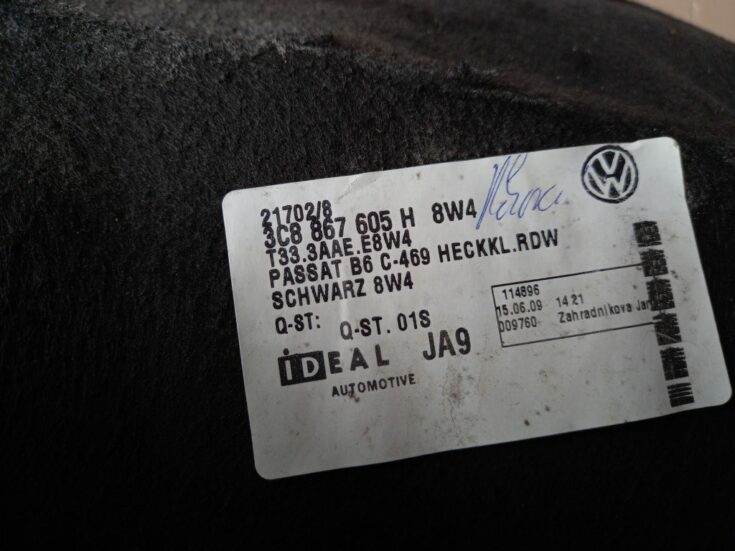 21702/8
3C8 867 605 H 8W4
T33.3AAE.E8W4
PASSAT B6 C-469 HECKKL.RDW
SCHWARZ 8W4
Q-ST: Q-ST. 01S
114896
15.06.09 14 21
009760 Zahradnikova
iDEAL JA9
AUTOMOTIVE